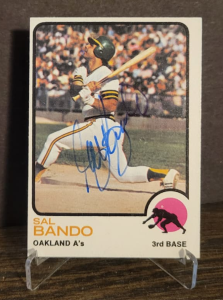 SAL
BANDO
OAKLAND A's
3rd BASE